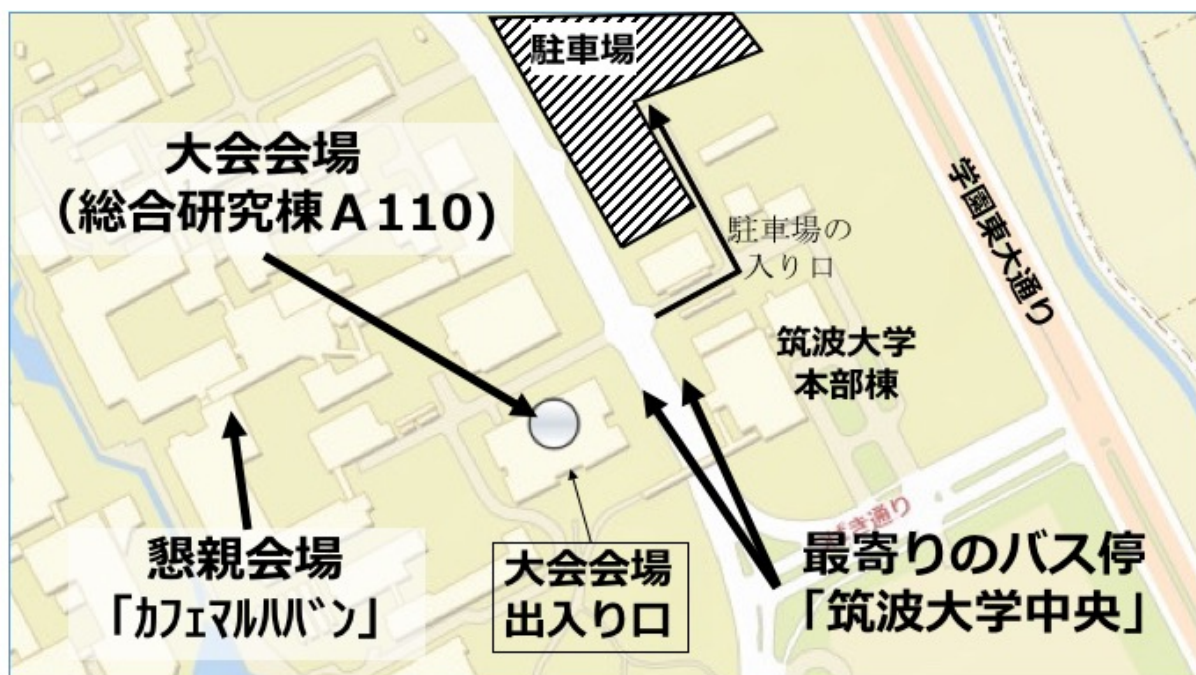 駐車場
大会会場
（総合研究棟Ａ110)
学園東大通り
駐車場の
入り口
筑波大学
本部棟
き通り
懇親会場
｢ｶﾌｪﾏﾙﾊﾊﾞﾝ｣
大会会場
出入り口
最寄りのバス停
「筑波大学中央」